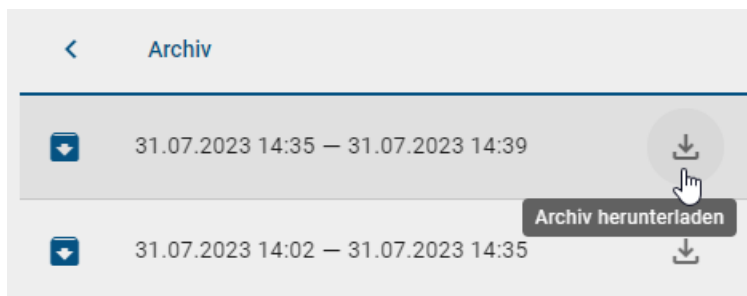 Archiv
31.07.2023 14:35 — 31.07.2023 14:39
Archiv herunterladen
31.07.2023 14:02 — 31.07.2023 14:35